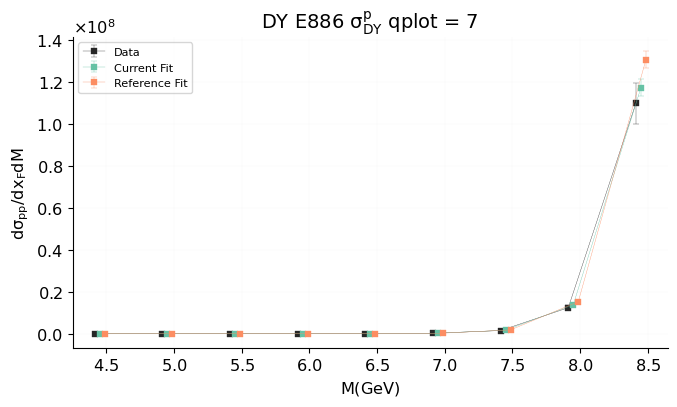 DY E886 σ^p_DY qplot = 7
×10⁸
1.4
1.2
1.0
0.8
0.6
0.4
0.2
0.0
dσ_pp/dx_FdM
Data
Current Fit
Reference Fit
4.5 5.0 5.5 6.0 6.5 7.0 7.5 8.0 8.5
M(GeV)